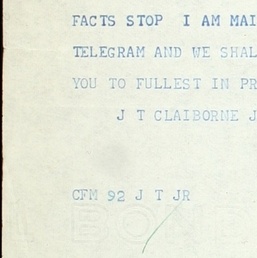 FACTS STOP I AM MAI
TELEGRAM AND WE SHAL
YOU TO FULLEST IN PR
J T CLAIBORNE J
CFM 92 J T JR